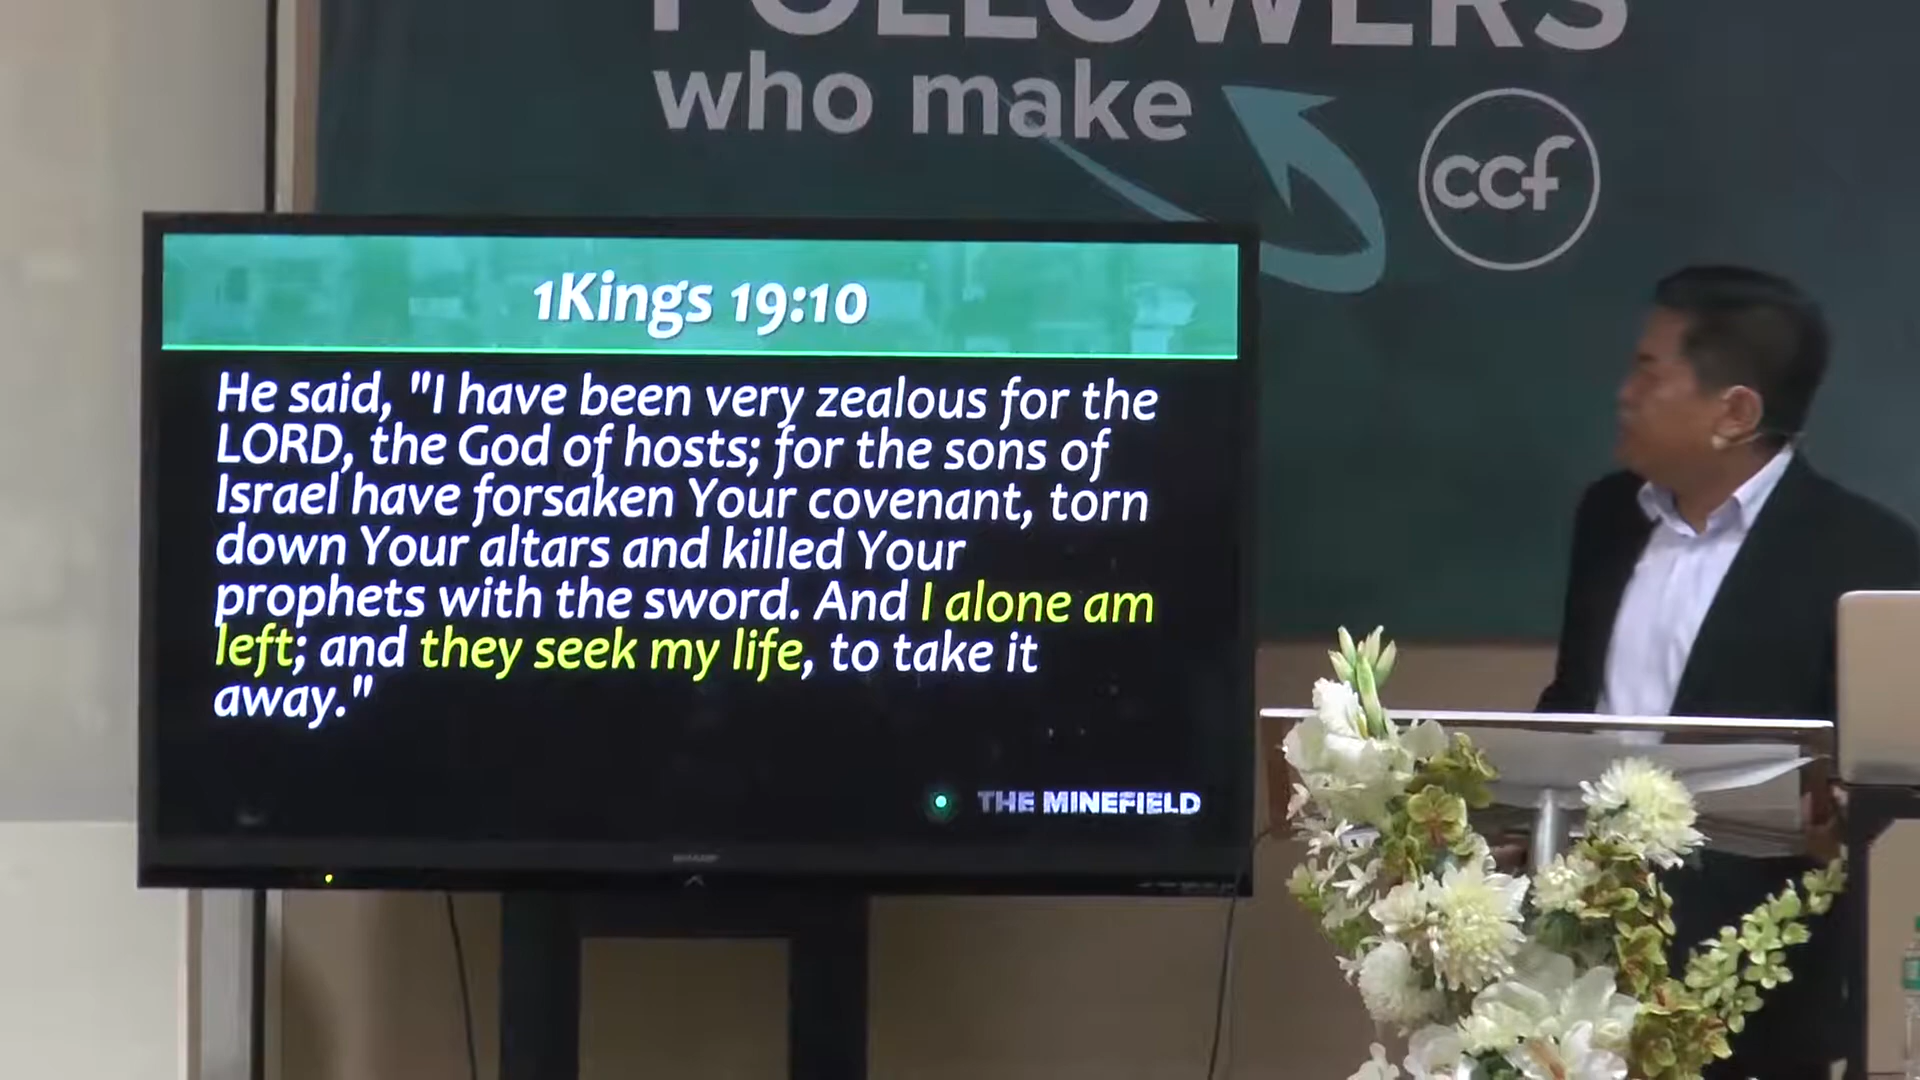 FOLLOWERS
who make
ccf
1Kings 19:10
He said, "I have been very zealous for the
LORD, the God of hosts; for the sons of
Israel have forsaken Your covenant, torn
down Your altars and killed Your
prophets with the sword. And I alone am
left; and they seek my life, to take it
away."
THE MINEFIELD
SHARP